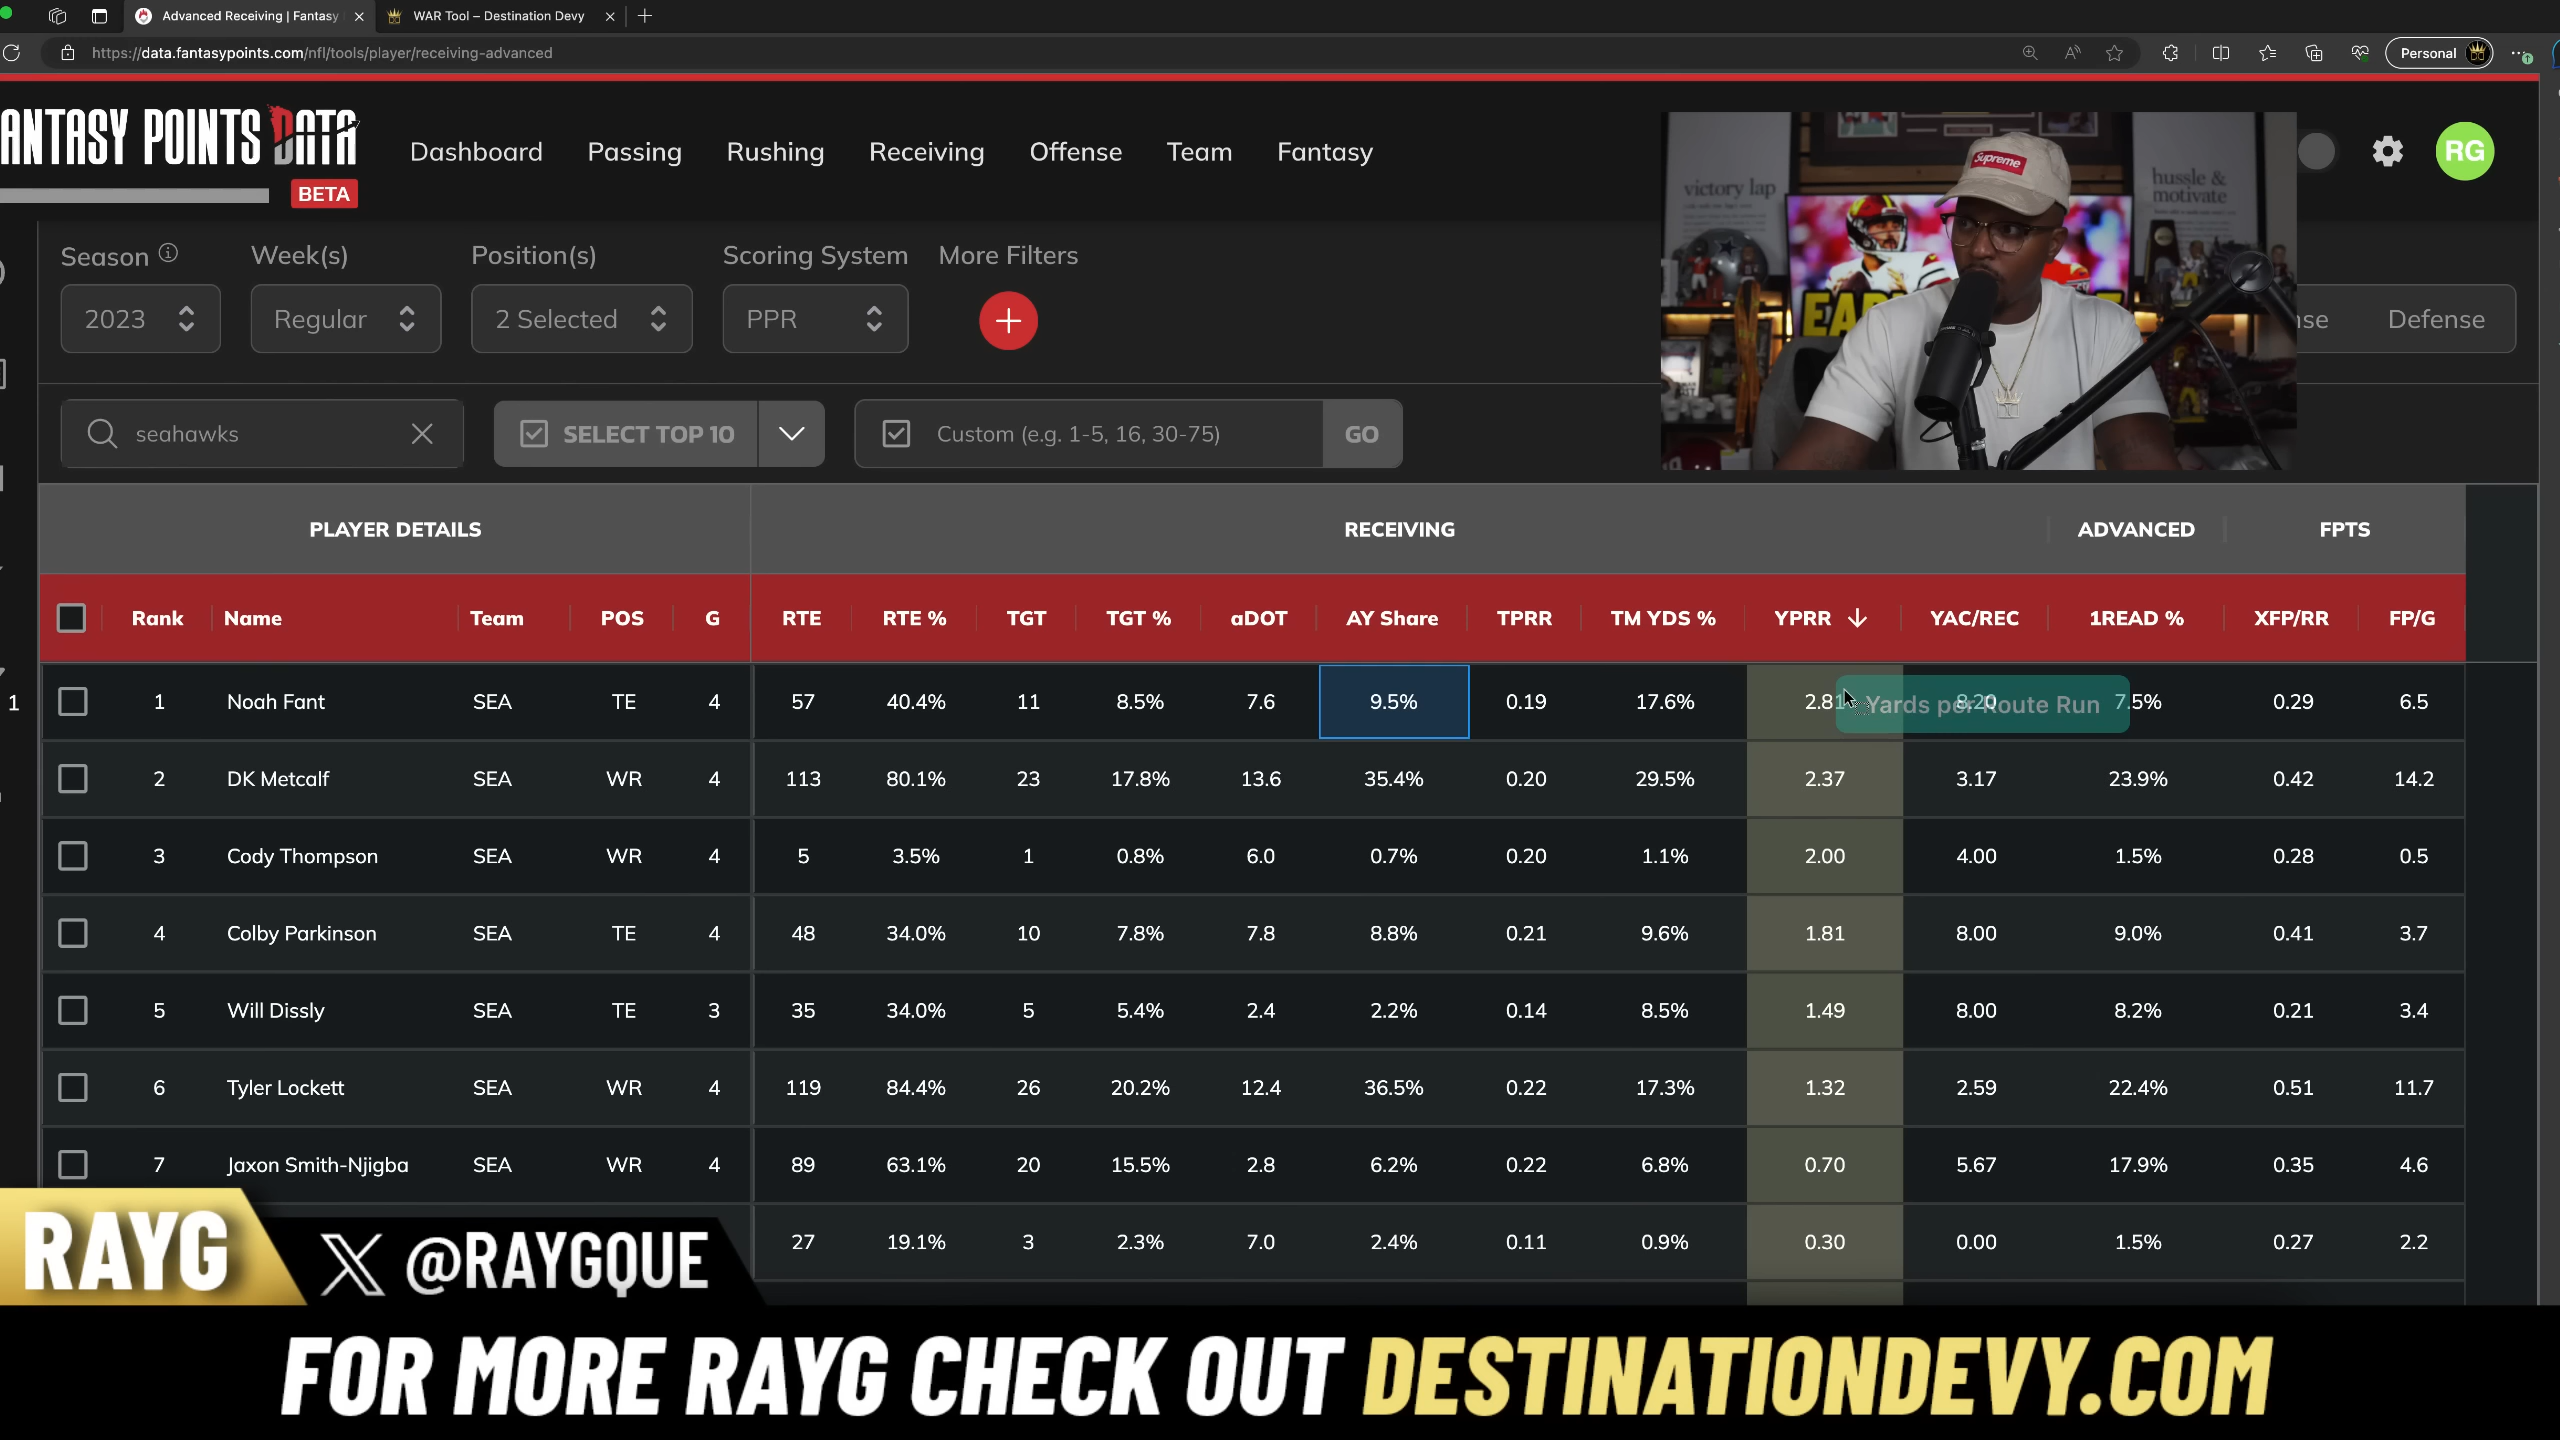 Advanced Receiving | Fantasy
WAR Tool – Destination Devy
https://data.fantasypoints.com/nfl/tools/player/receiving-advanced
Personal
ANTASY POINTS DATA
BETA
Dashboard Passing Rushing Receiving Offense Team Fantasy
RG
victory lap
hussle &
motivate
Supreme
EA
Season Week(s) Position(s) Scoring System More Filters
2023 Regular 2 Selected PPR
nse Defense
seahawks SELECT TOP 10 Custom (e.g. 1-5, 16, 30-75) GO
PLAYER DETAILS RECEIVING ADVANCED FPTS
Rank Name Team POS G RTE RTE % TGT TGT % aDOT AY Share TPRR TM YDS % YPRR YAC/REC 1READ % XFP/RR FP/G
1 Noah Fant SEA TE 4 57 40.4% 11 8.5% 7.6 9.5% 0.19 17.6% 2.81 8.20 7.5% 0.29 6.5
Yards per Route Run
1
2 DK Metcalf SEA WR 4 113 80.1% 23 17.8% 13.6 35.4% 0.20 29.5% 2.37 3.17 23.9% 0.42 14.2
3 Cody Thompson SEA WR 4 5 3.5% 1 0.8% 6.0 0.7% 0.20 1.1% 2.00 4.00 1.5% 0.28 0.5
4 Colby Parkinson SEA TE 4 48 34.0% 10 7.8% 7.8 8.8% 0.21 9.6% 1.81 8.00 9.0% 0.41 3.7
5 Will Dissly SEA TE 3 35 34.0% 5 5.4% 2.4 2.2% 0.14 8.5% 1.49 8.00 8.2% 0.21 3.4
6 Tyler Lockett SEA WR 4 119 84.4% 26 20.2% 12.4 36.5% 0.22 17.3% 1.32 2.59 22.4% 0.51 11.7
7 Jaxon Smith-Njigba SEA WR 4 89 63.1% 20 15.5% 2.8 6.2% 0.22 6.8% 0.70 5.67 17.9% 0.35 4.6
27 19.1% 3 2.3% 7.0 2.4% 0.11 0.9% 0.30 0.00 1.5% 0.27 2.2
RAYG X @RAYGQUE
FOR MORE RAYG CHECK OUT DESTINATIONDEVY.COM